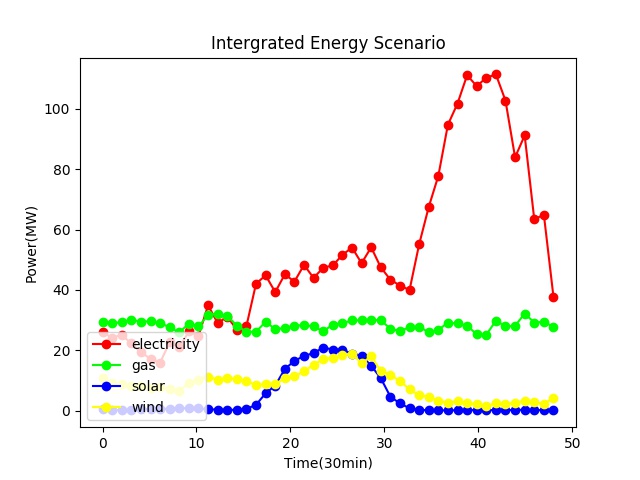 Intergrated Energy Scenario
Power(MW)
100
80
60
40
20
0
electricity
gas
solar
wind
0 10 20 30 40 50
Time(30min)